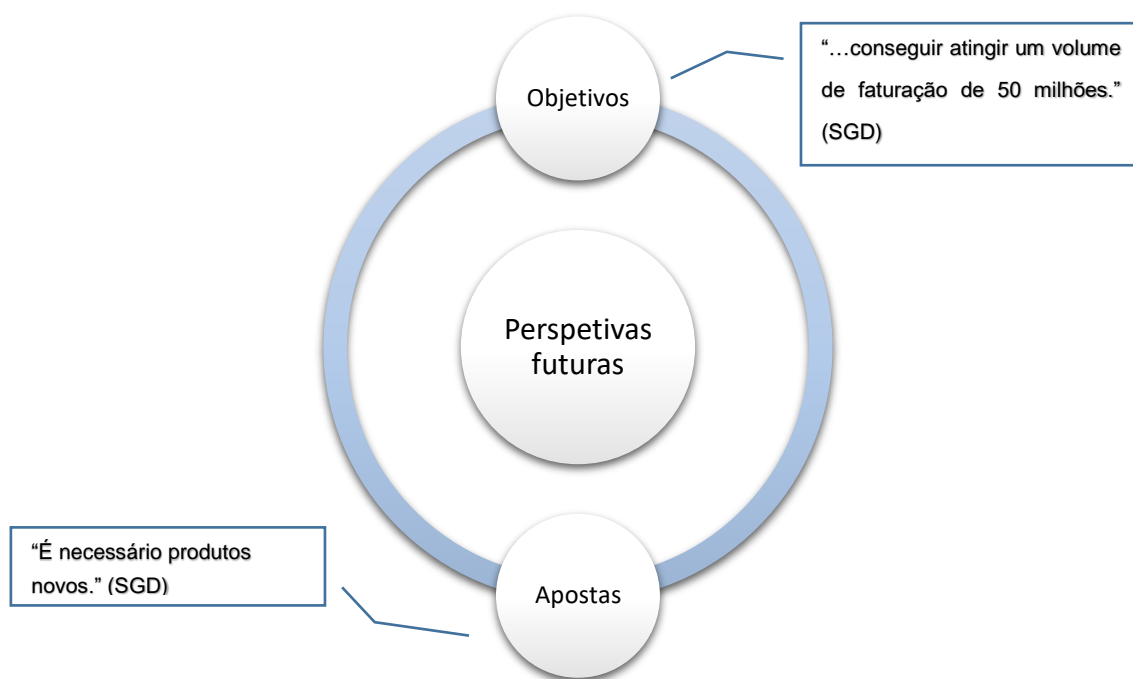 Objetivos
“…conseguir atingir um volume
de faturação de 50 milhões.”
(SGD)
Perspetivas
futuras
“É necessário produtos
novos.” (SGD)
Apostas